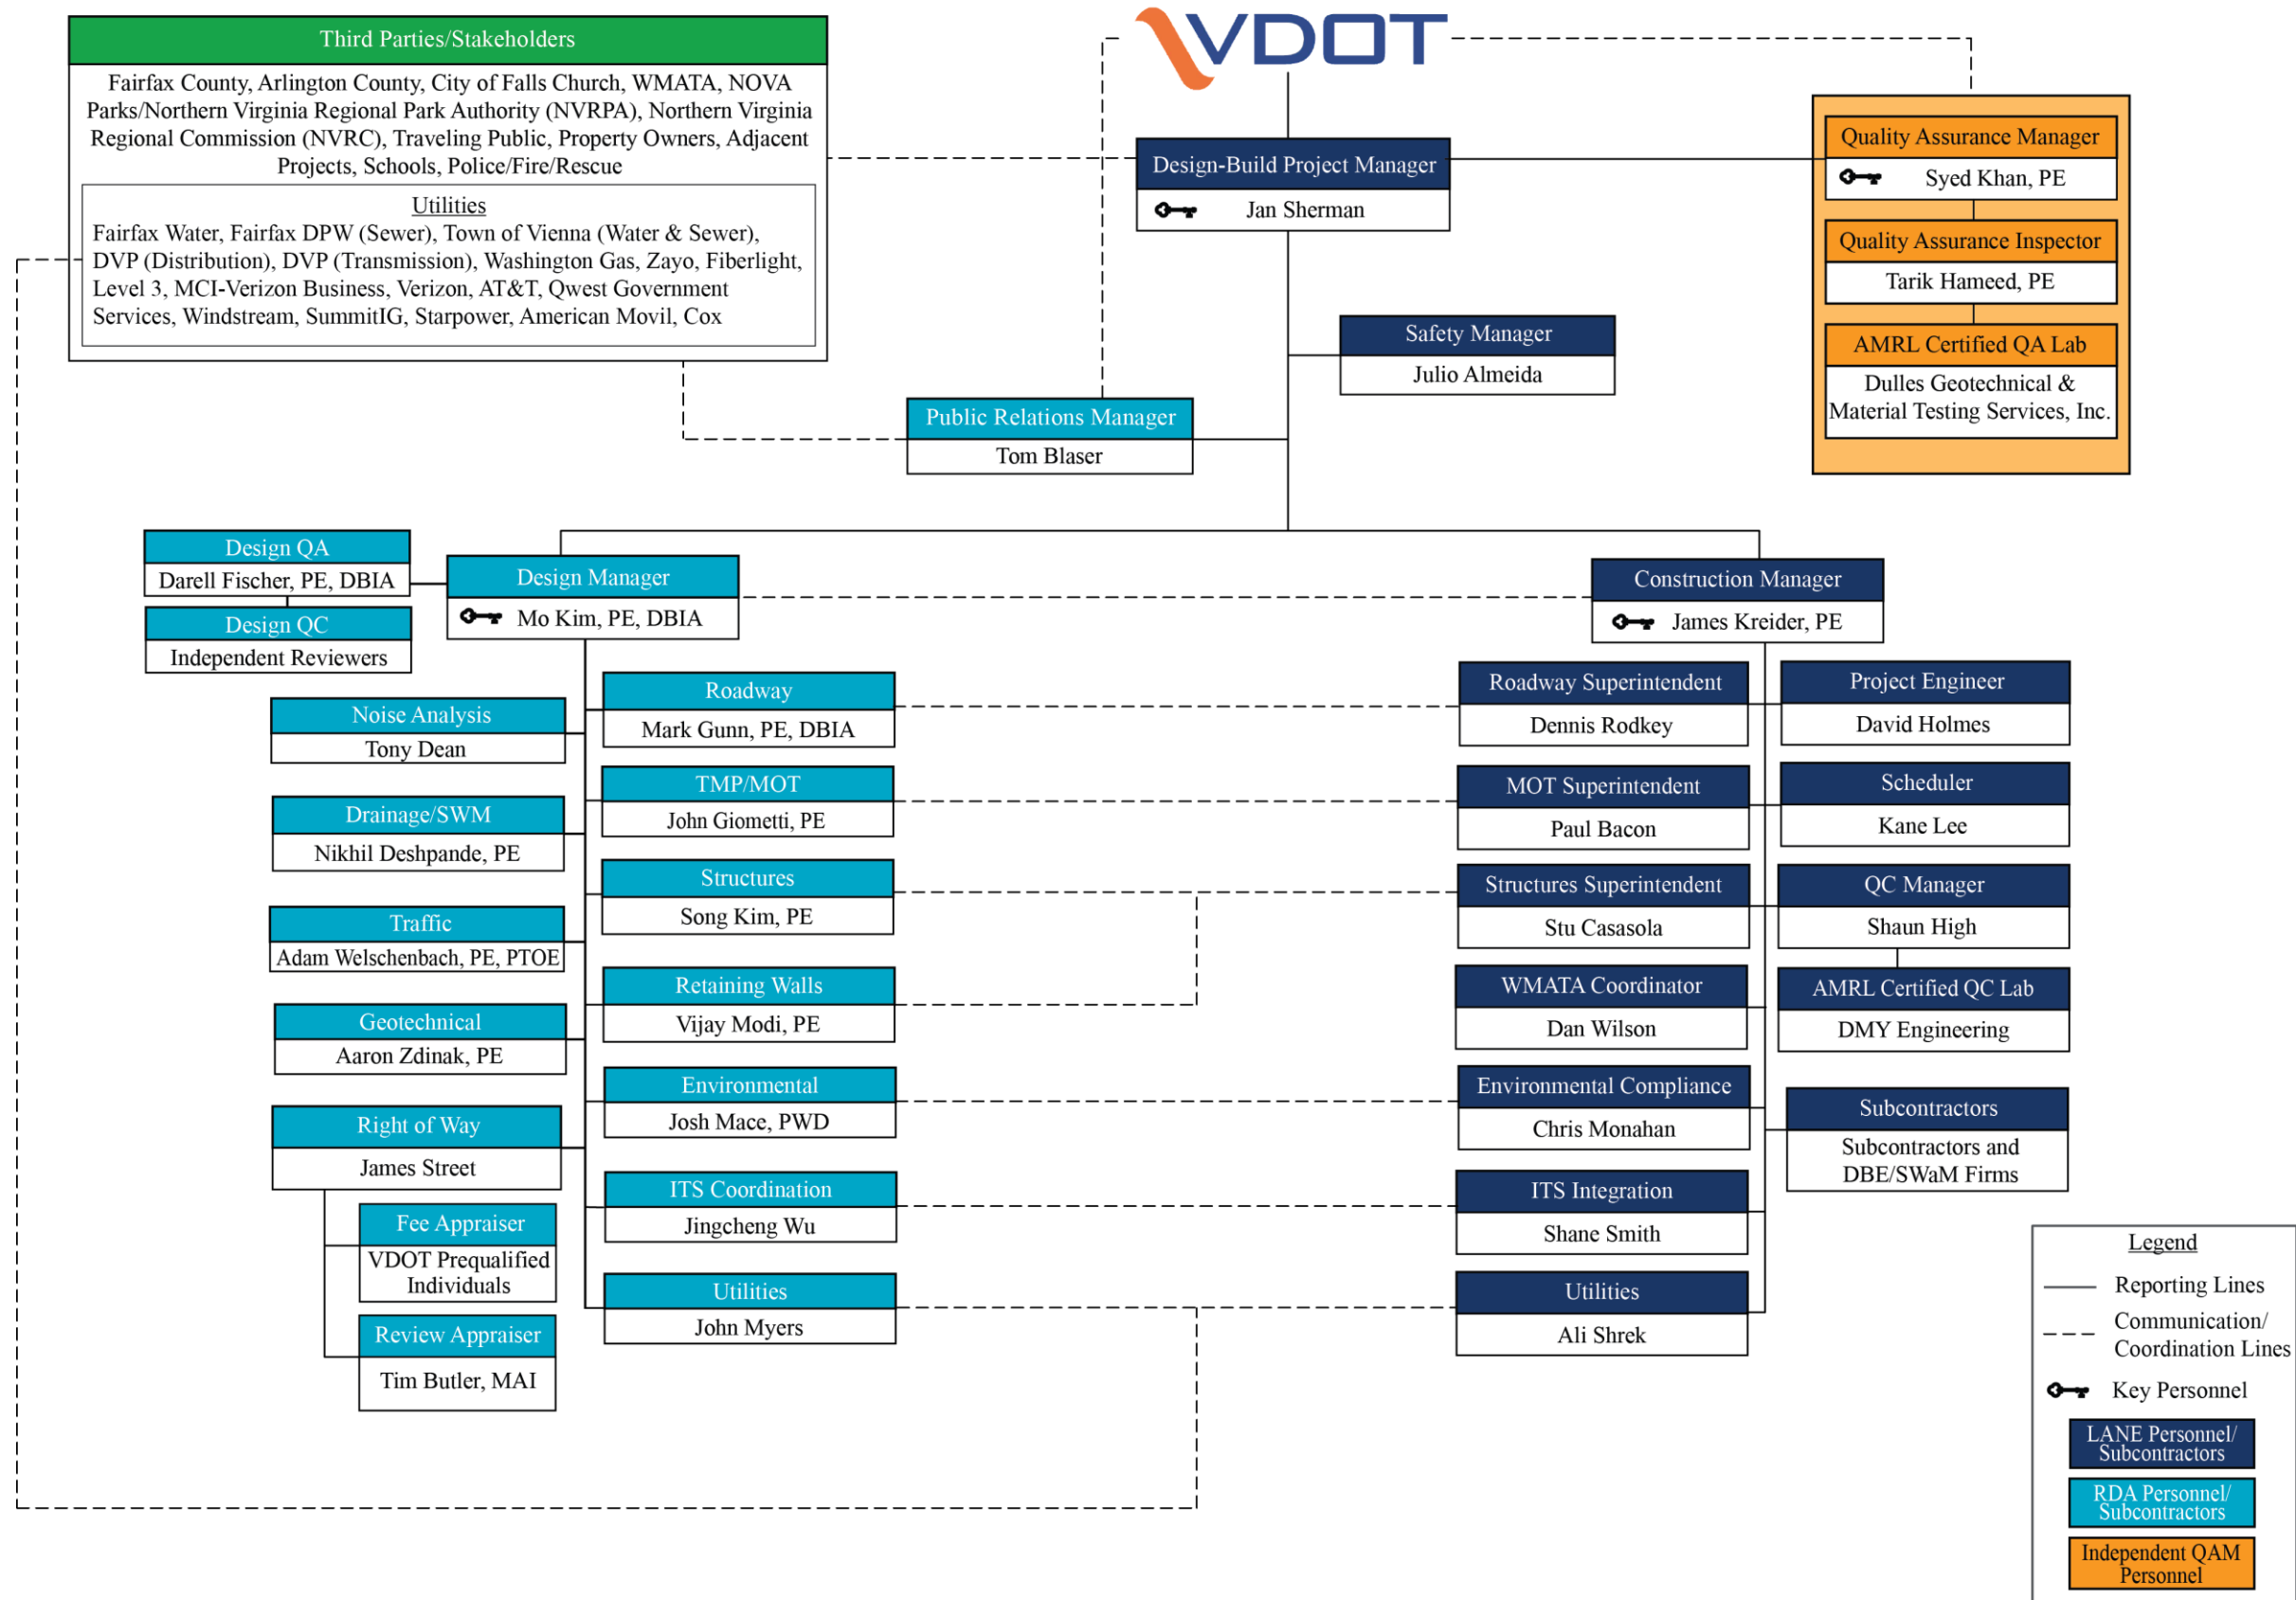 VDOT
Third Parties/Stakeholders
Fairfax County, Arlington County, City of Falls Church, WMATA, NOVA
Parks/Northern Virginia Regional Park Authority (NVRPA), Northern Virginia
Regional Commission (NVRC), Traveling Public, Property Owners, Adjacent
Projects, Schools, Police/Fire/Rescue
Utilities
Fairfax Water, Fairfax DPW (Sewer), Town of Vienna (Water & Sewer),
DVP (Distribution), DVP (Transmission), Washington Gas, Zayo, Fiberlight,
Level 3, MCI-Verizon Business, Verizon, AT&T, Qwest Government
Services, Windstream, SummitIG, Starpower, American Movil, Cox
Design-Build Project Manager
Jan Sherman
Quality Assurance Manager
Syed Khan, PE
Quality Assurance Inspector
Tarik Hameed, PE
AMRL Certified QA Lab
Dulles Geotechnical &
Material Testing Services, Inc.
Safety Manager
Julio Almeida
Public Relations Manager
Tom Blaser
Design QA
Darell Fischer, PE, DBIA
Design QC
Independent Reviewers
Design Manager
Mo Kim, PE, DBIA
Construction Manager
James Kreider, PE
Noise Analysis
Tony Dean
Drainage/SWM
Nikhil Deshpande, PE
Traffic
Adam Welschenbach, PE, PTOE
Geotechnical
Aaron Zdinak, PE
Right of Way
James Street
Fee Appraiser
VDOT Prequalified
Individuals
Review Appraiser
Tim Butler, MAI
Roadway
Mark Gunn, PE, DBIA
TMP/MOT
John Giometti, PE
Structures
Song Kim, PE
Retaining Walls
Vijay Modi, PE
Environmental
Josh Mace, PWD
ITS Coordination
Jingcheng Wu
Utilities
John Myers
Roadway Superintendent
Dennis Rodkey
MOT Superintendent
Paul Bacon
Structures Superintendent
Stu Casasola
WMATA Coordinator
Dan Wilson
Environmental Compliance
Chris Monahan
ITS Integration
Shane Smith
Utilities
Ali Shrek
Project Engineer
David Holmes
Scheduler
Kane Lee
QC Manager
Shaun High
AMRL Certified QC Lab
DMY Engineering
Subcontractors
Subcontractors and
DBE/SWaM Firms
Legend
Reporting Lines
Communication/
Coordination Lines
Key Personnel
LANE Personnel/
Subcontractors
RDA Personnel/
Subcontractors
Independent QAM
Personnel